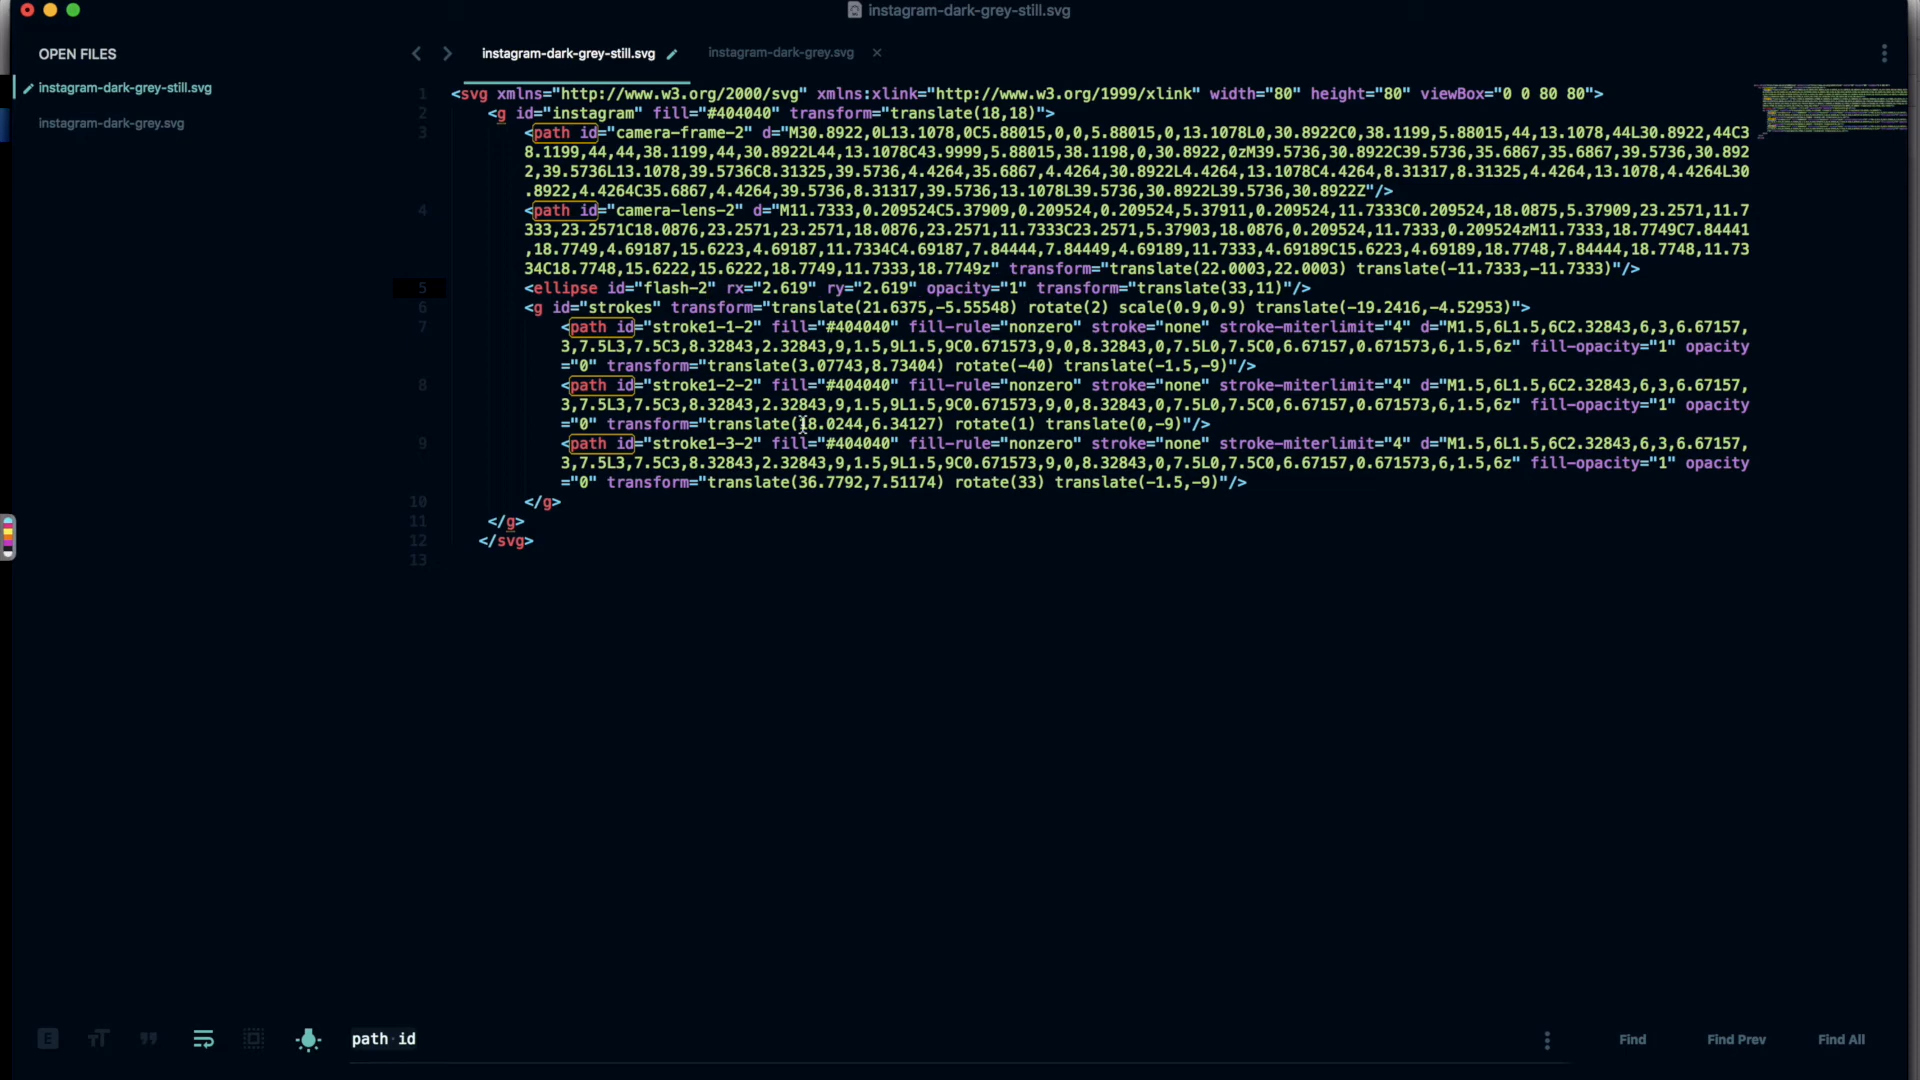 instagram-dark-grey-still.svg
OPEN FILES
instagram-dark-grey-still.svg
instagram-dark-grey.svg
instagram-dark-grey-still.svg
instagram-dark-grey.svg
1 <svg xmlns="http://www.w3.org/2000/svg" xmlns:xlink="http://www.w3.org/1999/xlink" width="80" height="80" viewBox="0 0 80 80">
2 <g id="instagram" fill="#404040" transform="translate(18,18)">
3 <path id="camera-frame-2" d="M30.8922,0L13.1078,0C5.88015,0,0,5.88015,0,13.1078L0,30.8922C0,38.1199,5.88015,44,13.1078,44L30.8922,44C3
8.1199,44,44,38.1199,44,30.8922L44,13.1078C43.9999,5.88015,38.1198,0,30.8922,0zM39.5736,30.8922C39.5736,35.6867,35.6867,39.5736,30.892
2,39.5736L13.1078,39.5736C8.31325,39.5736,4.4264,35.6867,4.4264,30.8922L4.4264,13.1078C4.4264,8.31317,8.31325,4.4264,13.1078,4.4264L30
.8922,4.4264C35.6867,4.4264,39.5736,8.31317,39.5736,13.1078L39.5736,30.8922L39.5736,30.8922Z"/>
4 <path id="camera-lens-2" d="M11.7333,0.209524C5.37909,0.209524,0.209524,5.37911,0.209524,11.7333C0.209524,18.0875,5.37909,23.2571,11.7
333,23.2571C18.0876,23.2571,23.2571,18.0876,23.2571,11.7333C23.2571,5.37903,18.0876,0.209524,11.7333,0.209524zM11.7333,18.7749C7.84441
,18.7749,4.69187,15.6223,4.69187,11.7334C4.69187,7.84444,7.84449,4.69189,11.7333,4.69189C15.6223,4.69189,18.7748,7.84444,18.7748,11.73
34C18.7748,15.6222,15.6222,18.7749,11.7333,18.7749z" transform="translate(22.0003,22.0003) translate(-11.7333,-11.7333)"/>
5 <ellipse id="flash-2" rx="2.619" ry="2.619" opacity="1" transform="translate(33,11)"/>
6 <g id="strokes" transform="translate(21.6375,-5.55548) rotate(2) scale(0.9,0.9) translate(-19.2416,-4.52953)">
7 <path id="stroke1-1-2" fill="#404040" fill-rule="nonzero" stroke="none" stroke-miterlimit="4" d="M1.5,6L1.5,6C2.32843,6,3,6.67157,
3,7.5L3,7.5C3,8.32843,2.32843,9,1.5,9L1.5,9C0.671573,9,0,8.32843,0,7.5L0,7.5C0,6.67157,0.671573,6,1.5,6z" fill-opacity="1" opacity
="0" transform="translate(3.07743,8.73404) rotate(-40) translate(-1.5,-9)"/>
8 <path id="stroke1-2-2" fill="#404040" fill-rule="nonzero" stroke="none" stroke-miterlimit="4" d="M1.5,6L1.5,6C2.32843,6,3,6.67157,
3,7.5L3,7.5C3,8.32843,2.32843,9,1.5,9L1.5,9C0.671573,9,0,8.32843,0,7.5L0,7.5C0,6.67157,0.671573,6,1.5,6z" fill-opacity="1" opacity
="0" transform="translate(18.0244,6.34127) rotate(1) translate(0,-9)"/>
9 <path id="stroke1-3-2" fill="#404040" fill-rule="nonzero" stroke="none" stroke-miterlimit="4" d="M1.5,6L1.5,6C2.32843,6,3,6.67157,
3,7.5L3,7.5C3,8.32843,2.32843,9,1.5,9L1.5,9C0.671573,9,0,8.32843,0,7.5L0,7.5C0,6.67157,0.671573,6,1.5,6z" fill-opacity="1" opacity
="0" transform="translate(36.7792,7.51174) rotate(33) translate(-1.5,-9)"/>
10 </g>
11 </g>
12 </svg>
13
path id
Find
Find Prev
Find All